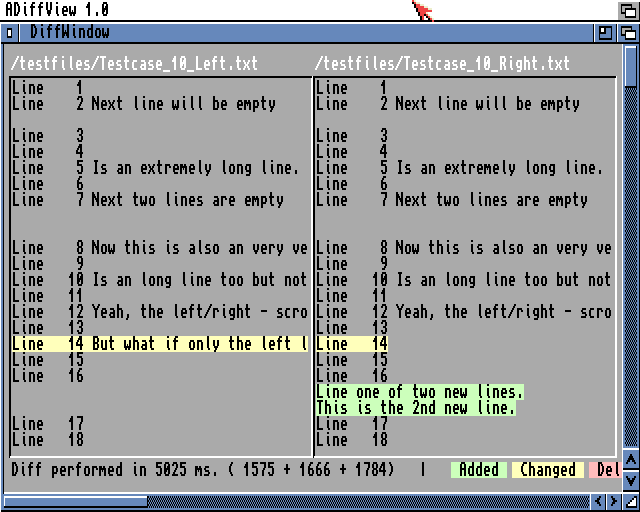 ADiffView 1.0
DiffWindow
/testfiles/Testcase_10_Left.txt /testfiles/Testcase_10_Right.txt
Line 1 Line 1
Line 2 Next line will be empty Line 2 Next line will be empty
Line 3 Line 3
Line 4 Line 4
Line 5 Is an extremely long line. Line 5 Is an extremely long line.
Line 6 Line 6
Line 7 Next two lines are empty Line 7 Next two lines are empty
Line 8 Now this is also an very ve Line 8 Now this is also an very ve
Line 9 Line 9
Line 10 Is an long line too but not Line 10 Is an long line too but not
Line 11 Line 11
Line 12 Yeah, the left/right - scro Line 12 Yeah, the left/right - scro
Line 13 Line 13
Line 14 But what if only the left l Line 14
Line 15 Line 15
Line 16 Line 16
Line one of two new lines.
This is the 2nd new line.
Line 17 Line 17
Line 18 Line 18
Diff performed in 5025 ms. ( 1575 + 1666 + 1784) | Added Changed Del